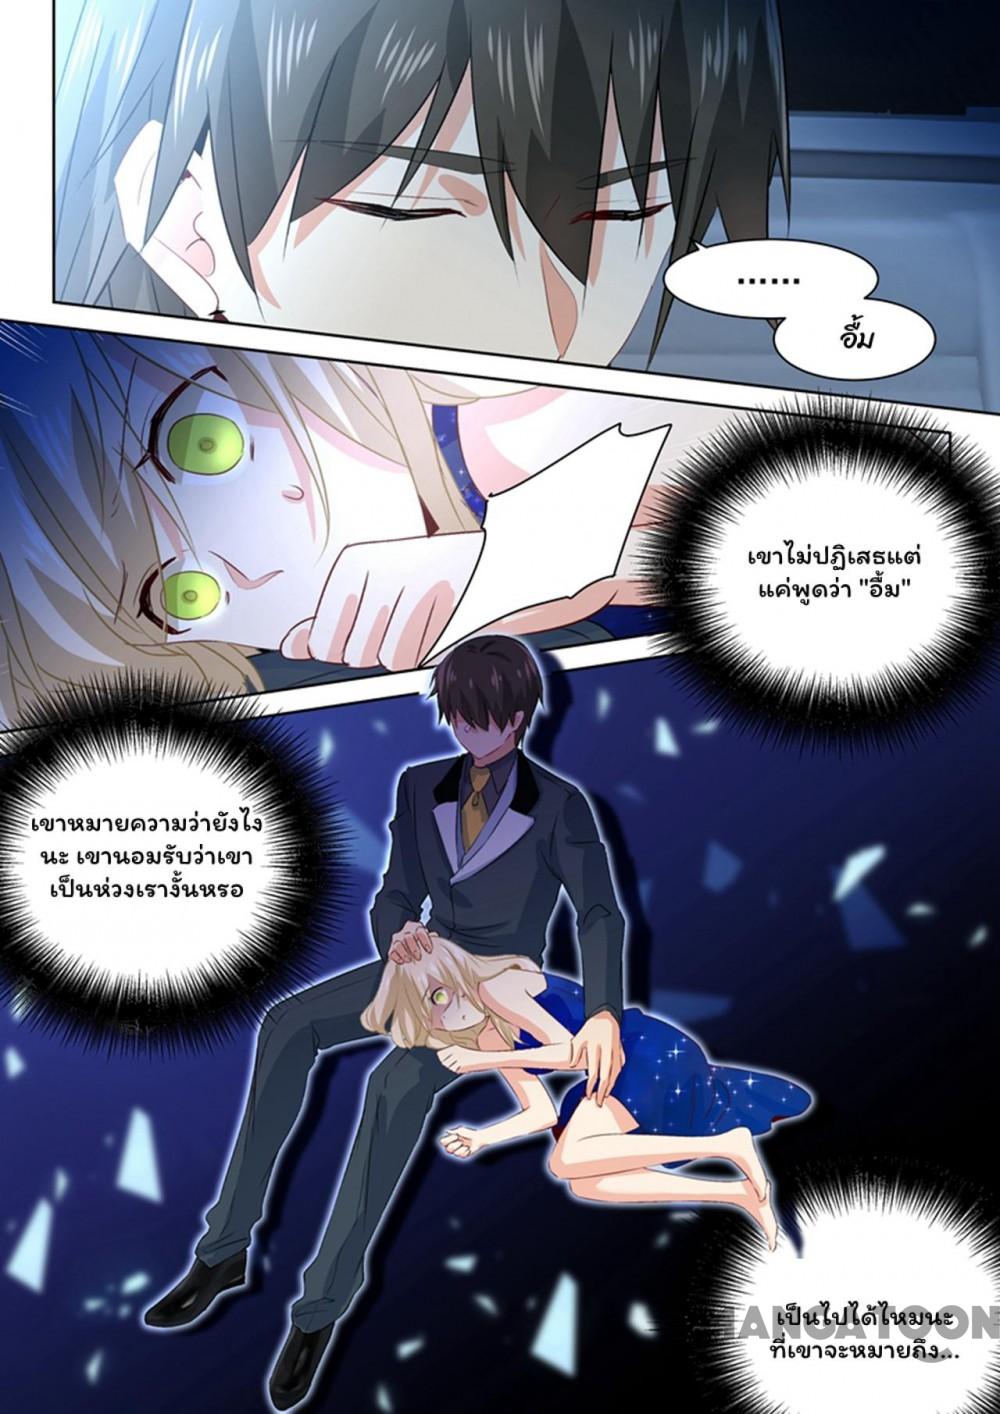 ......
อื้ม
เขาไม่ปฏิเสธแต่
แค่พูดว่า "อื้ม"
เขาหมายความว่ายังไง
นะ เขานอมรับว่าเขา
เป็นห่วงเรางั้นหรอ
เป็นไปได้ไหมนะ
ที่เขาจะหมายถึง...
MANGATOON